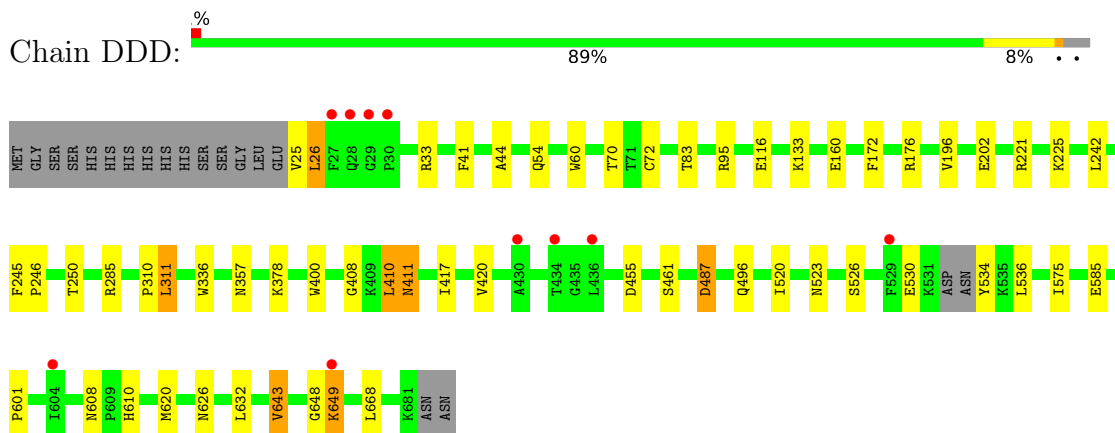 .%
Chain DDD:
89% 8% • •
MET GLY SER SER HIS HIS HIS HIS HIS HIS SER SER GLY LEU GLU V25 L26 F27 Q28 G29 P30 R33 F41 A44 Q54 W60 T70 T71 C72 T83 R95 E116 K133 E160 F172 R176 V196 E202 R221 K225 L242
F245 P246 T250 R285 P310 L311 W336 N357 K378 W400 G408 K409 L410 N411 I417 V420 A430 T434 G435 L436 D455 S461 D487 Q496 I520 N523 S526 F529 E530 K531 ASP ASN Y534 K535 L536 I575 E585
P601 I604 N608 P609 H610 M620 N626 L632 V643 G648 K649 L668 K681 ASN ASN